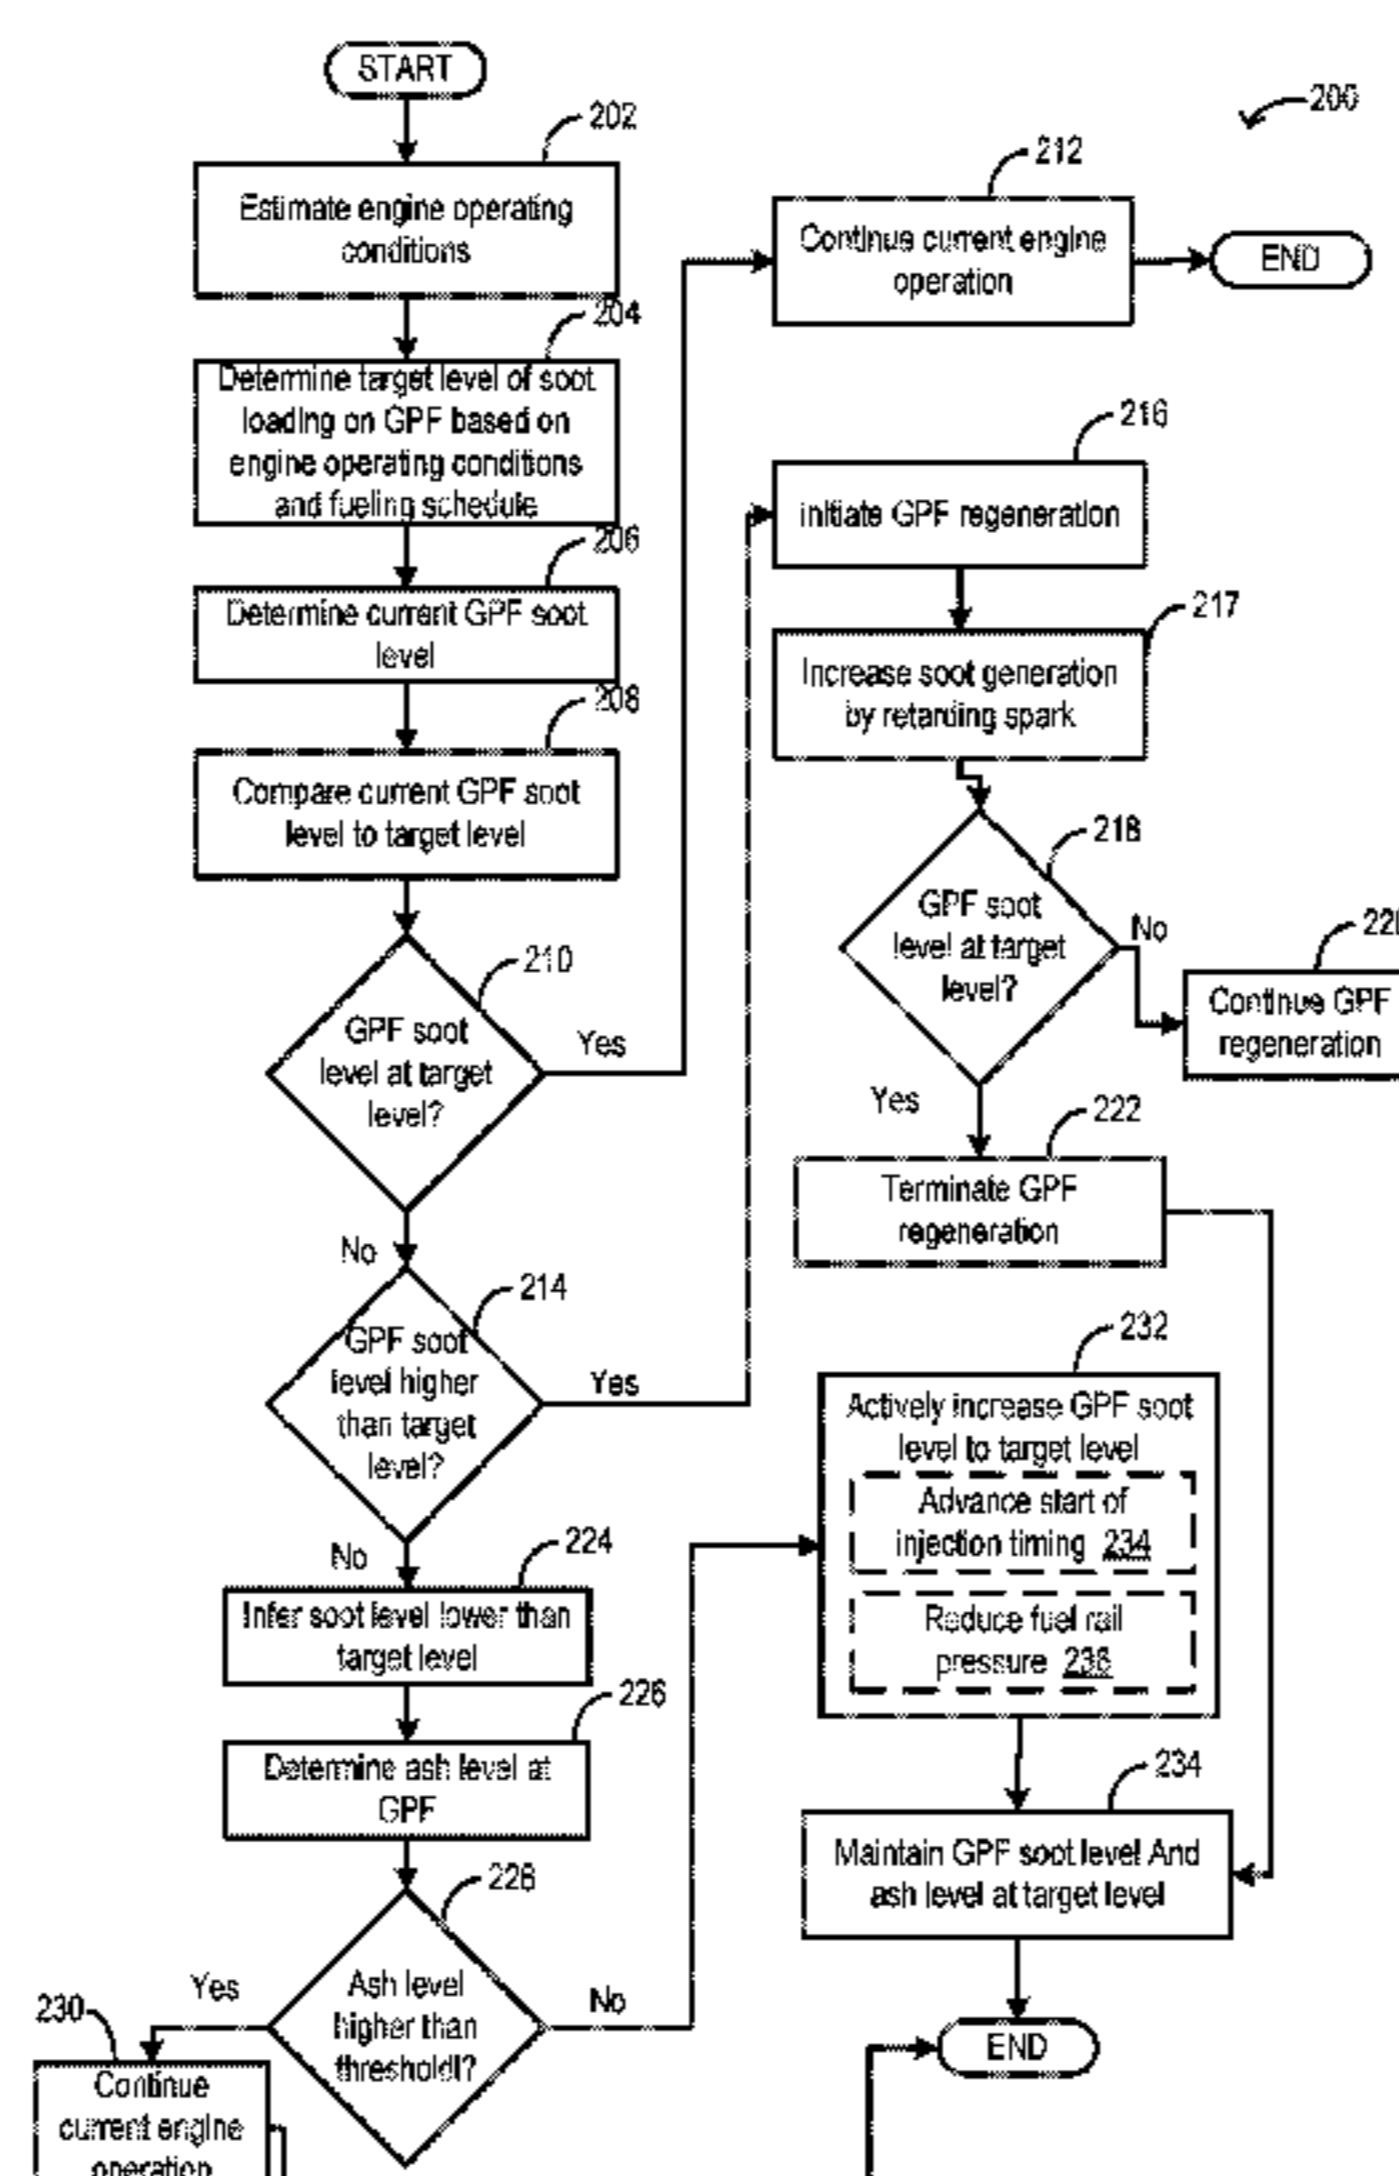 START
202
Estimate engine operating
conditions
204
Determine target level of soot
loading on GPF based on
engine operating conditions
and fueling schedule
206
Determine current GPF soot
level
208
Compare current GPF soot
level to target level
210
GPF soot
level at target
level?
Yes
No
214
GPF soot
level higher
than target
level?
Yes
No
224
Infer soot level lower than
target level
226
Determine ash level at
GPF
228
Ash level
higher than
threshold!?
Yes
No
230
Continue
current engine
operation
200
212
Continue current engine
operation
END
216
initiate GPF regeneration
217
Increase soot generation
by retarding spark
218
GPF soot
level at target
level?
No
Continue GPF
regeneration
Yes
222
Terminate GPF
regeneration
232
Actively increase GPF soot
level to target level
Advance start of
injection timing 234
Reduce fuel rail
pressure 236
234
Maintain GPF soot level And
ash level at target level
END